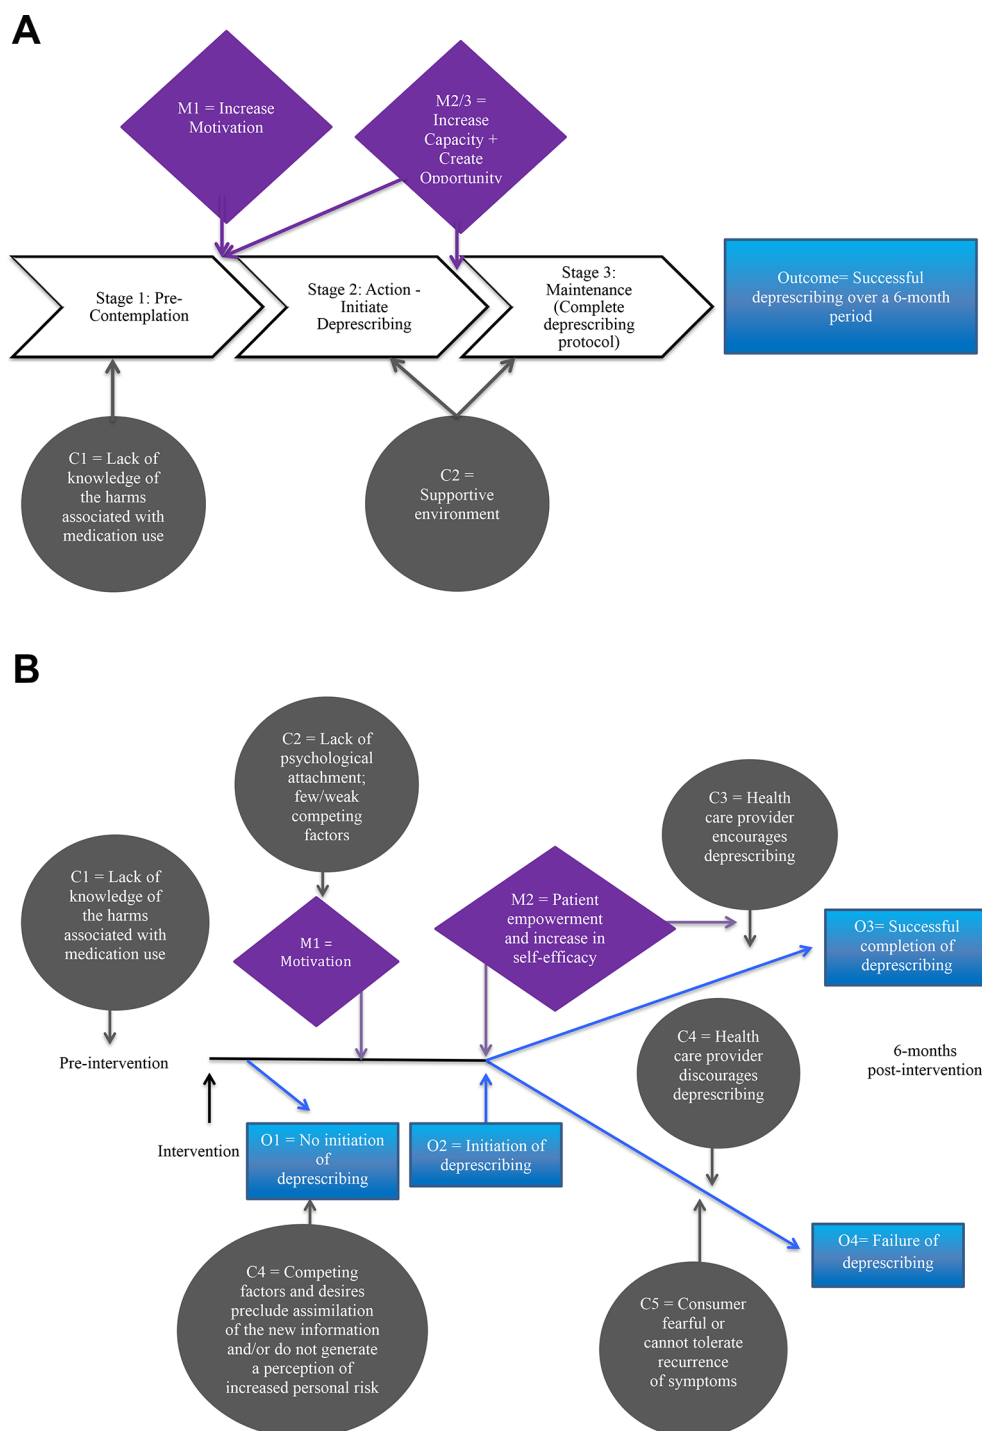 A
M1 = Increase
Motivation
M2/3 =
Increase
Capacity +
Create
Opportunity
Stage 1: Pre-
Contemplation
Stage 2: Action -
Initiate
Deprescribing
Stage 3:
Maintenance
(Complete
deprescribing
protocol)
Outcome= Successful
deprescribing over a 6-month
period
C1 = Lack of
knowledge of
the harms
associated with
medication use
C2 =
Supportive
environment
B
C2 = Lack of
psychological
attachment;
few/weak
competing
factors
C3 = Health
care provider
encourages
deprescribing
C1 = Lack of
knowledge of
the harms
associated with
medication use
M1 =
Motivation
M2 = Patient
empowerment
and increase in
self-efficacy
O3= Successful
completion of
deprescribing
Pre-intervention
C4 = Health
care provider
discourages
deprescribing
6-months
post-intervention
Intervention
O1 = No initiation
of
deprescribing
O2 = Initiation of
deprescribing
O4= Failure of
deprescribing
C4 = Competing
factors and desires
preclude assimilation
of the new information
and/or do not generate
a perception of
increased personal risk
C5 = Consumer
fearful or
cannot tolerate
recurrence
of symptoms